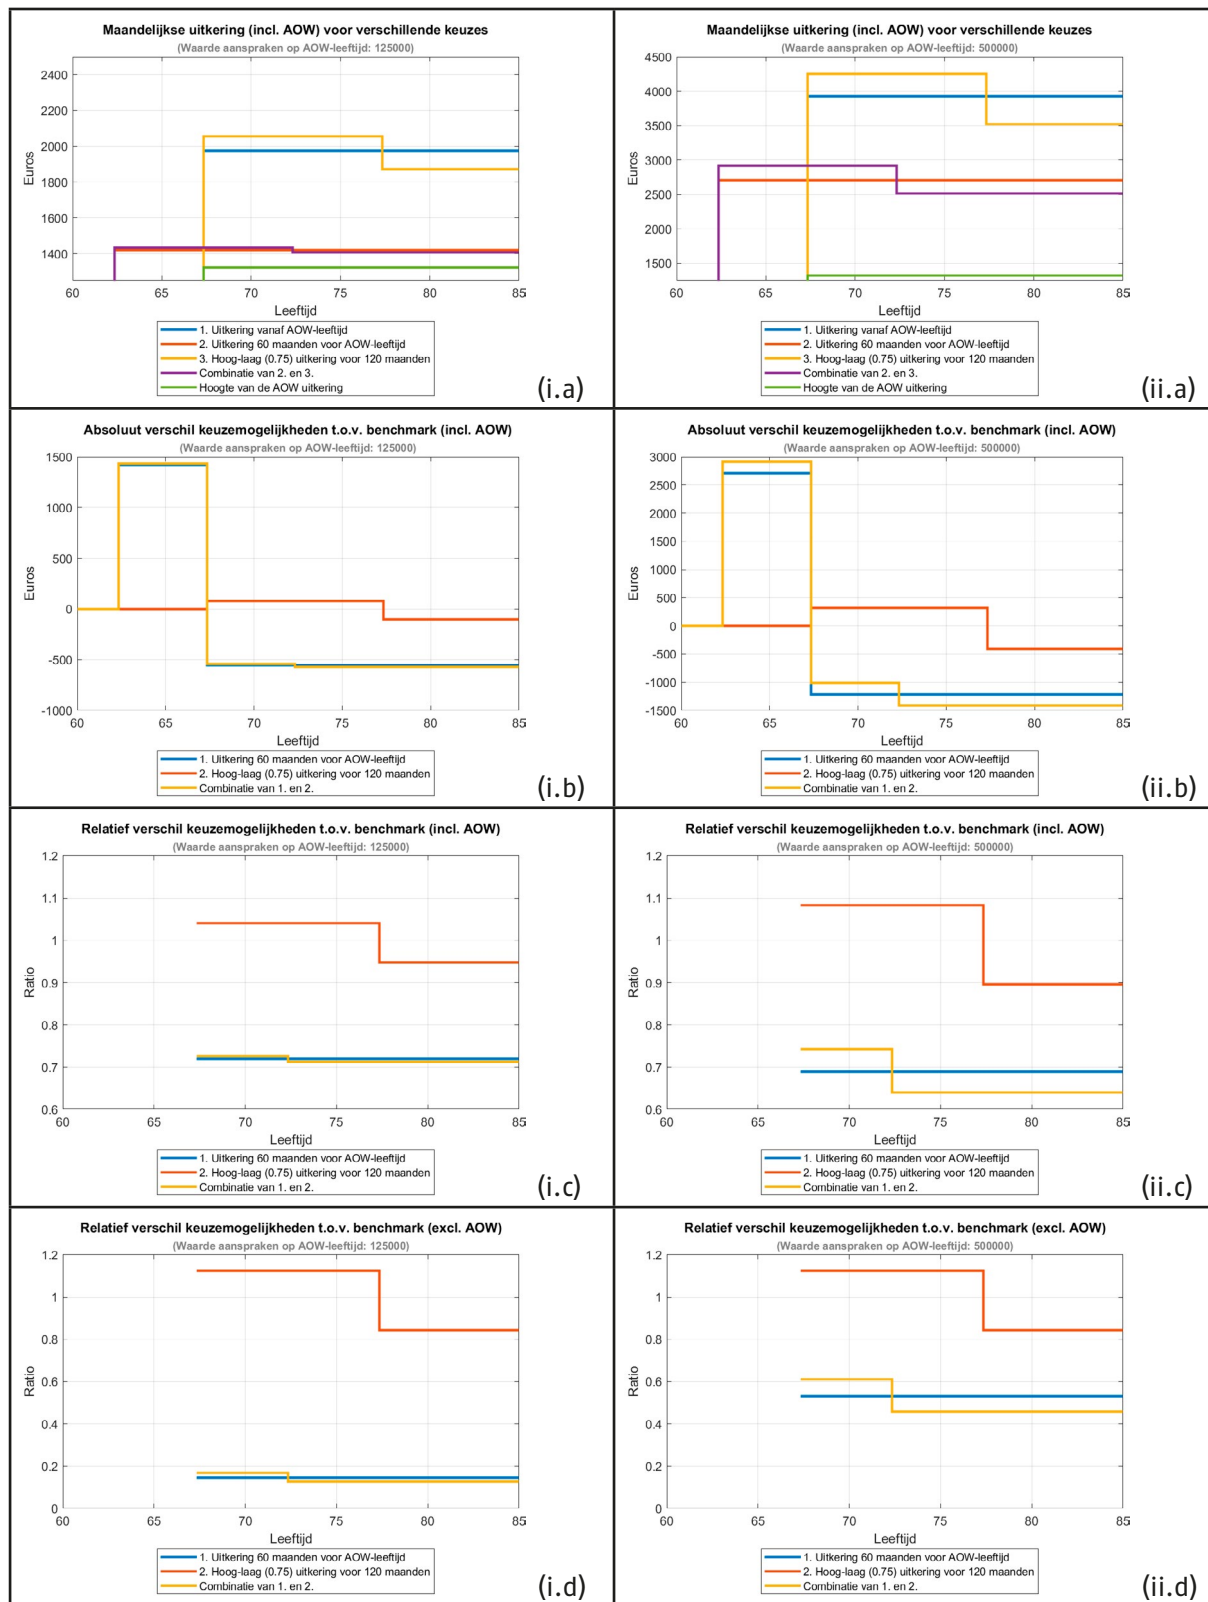 Maandelijkse uitkering (incl. AOW) voor verschillende keuzes
(Waarde aanspraken op AOW-leeftijd: 125000)
2400
2200
2000
1800
1600
1400
Euros
60 65 70 75 80 85
Leeftijd
1. Uitkering vanaf AOW-leeftijd
2. Uitkering 60 maanden voor AOW-leeftijd
3. Hoog-laag (0.75) uitkering voor 120 maanden
Combinatie van 2. en 3.
Hoogte van de AOW uitkering
(i.a)
Maandelijkse uitkering (incl. AOW) voor verschillende keuzes
(Waarde aanspraken op AOW-leeftijd: 500000)
4500
4000
3500
3000
2500
2000
1500
Euros
60 65 70 75 80 85
Leeftijd
1. Uitkering vanaf AOW-leeftijd
2. Uitkering 60 maanden voor AOW-leeftijd
3. Hoog-laag (0.75) uitkering voor 120 maanden
Combinatie van 2. en 3.
Hoogte van de AOW uitkering
(ii.a)
Absoluut verschil keuzemogelijkheden t.o.v. benchmark (incl. AOW)
(Waarde aanspraken op AOW-leeftijd: 125000)
1500
1000
500
0
-500
-1000
Euros
60 65 70 75 80 85
Leeftijd
1. Uitkering 60 maanden voor AOW-leeftijd
2. Hoog-laag (0.75) uitkering voor 120 maanden
Combinatie van 1. en 2.
(i.b)
Absoluut verschil keuzemogelijkheden t.o.v. benchmark (incl. AOW)
(Waarde aanspraken op AOW-leeftijd: 500000)
3000
2500
2000
1500
1000
500
0
-500
-1000
-1500
Euros
60 65 70 75 80 85
Leeftijd
1. Uitkering 60 maanden voor AOW-leeftijd
2. Hoog-laag (0.75) uitkering voor 120 maanden
Combinatie van 1. en 2.
(ii.b)
Relatief verschil keuzemogelijkheden t.o.v. benchmark (incl. AOW)
(Waarde aanspraken op AOW-leeftijd: 125000)
1.2
1.1
1
0.9
0.8
0.7
0.6
Ratio
60 65 70 75 80 85
Leeftijd
1. Uitkering 60 maanden voor AOW-leeftijd
2. Hoog-laag (0.75) uitkering voor 120 maanden
Combinatie van 1. en 2.
(i.c)
Relatief verschil keuzemogelijkheden t.o.v. benchmark (incl. AOW)
(Waarde aanspraken op AOW-leeftijd: 500000)
1.2
1.1
1
0.9
0.8
0.7
0.6
Ratio
60 65 70 75 80 85
Leeftijd
1. Uitkering 60 maanden voor AOW-leeftijd
2. Hoog-laag (0.75) uitkering voor 120 maanden
Combinatie van 1. en 2.
(ii.c)
Relatief verschil keuzemogelijkheden t.o.v. benchmark (excl. AOW)
(Waarde aanspraken op AOW-leeftijd: 125000)
1.2
1
0.8
0.6
0.4
0.2
0
Ratio
60 65 70 75 80 85
Leeftijd
1. Uitkering 60 maanden voor AOW-leeftijd
2. Hoog-laag (0.75) uitkering voor 120 maanden
Combinatie van 1. en 2.
(i.d)
Relatief verschil keuzemogelijkheden t.o.v. benchmark (excl. AOW)
(Waarde aanspraken op AOW-leeftijd: 500000)
1.2
1
0.8
0.6
0.4
0.2
0
Ratio
60 65 70 75 80 85
Leeftijd
1. Uitkering 60 maanden voor AOW-leeftijd
2. Hoog-laag (0.75) uitkering voor 120 maanden
Combinatie van 1. en 2.
(ii.d)